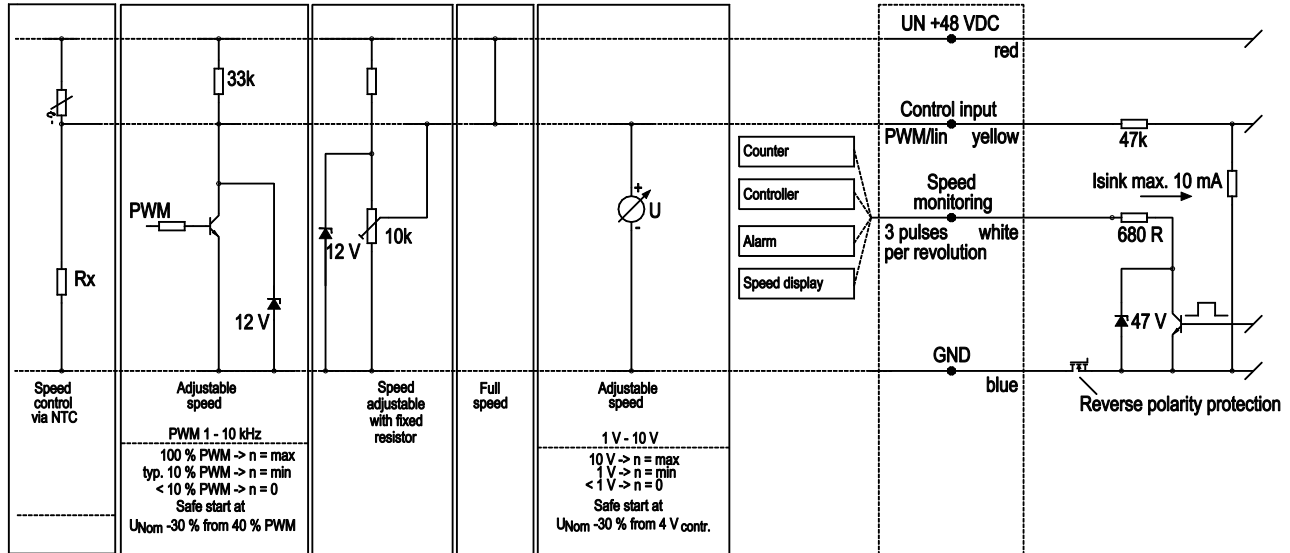 33k
PWM
Rx
12 V
12 V
10k
+
U
-
Counter
Controller
Alarm
Speed display
UN +48 VDC
red
Control input
PWM/lin yellow
Speed
monitoring
3 pulses white
per revolution
GND
blue
47k
Isink max. 10 mA
680 R
47 V
Reverse polarity protection
Speed
control
via NTC
Adjustable
speed
PWM 1 - 10 kHz
100 % PWM -> n = max
typ. 10 % PWM -> n = min
< 10 % PWM -> n = 0
Safe start at
UNom -30 % from 40 % PWM
Speed
adjustable
with fixed
resistor
Full
speed
Adjustable
speed
1 V - 10 V
10 V -> n = max
1 V -> n = min
< 1 V -> n = 0
Safe start at
UNom -30 % from 4 Vcontr.